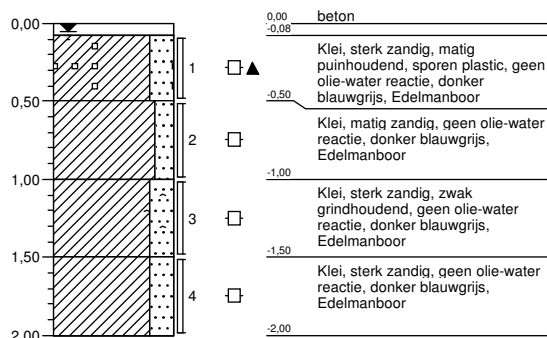 0,00
0,50
1,00
1,50
2,00
1
2
3
4
0,00
beton
-0,08
Klei, sterk zandig, matig
puinhoudend, sporen plastic, geen
olie-water reactie, donker
blauwgrijs, Edelmanboor
-0,50
Klei, matig zandig, geen olie-water
reactie, donker blauwgrijs,
Edelmanboor
-1,00
Klei, sterk zandig, zwak
grindhoudend, geen olie-water
reactie, donker blauwgrijs,
Edelmanboor
-1,50
Klei, sterk zandig, geen olie-water
reactie, donker blauwgrijs,
Edelmanboor
-2,00